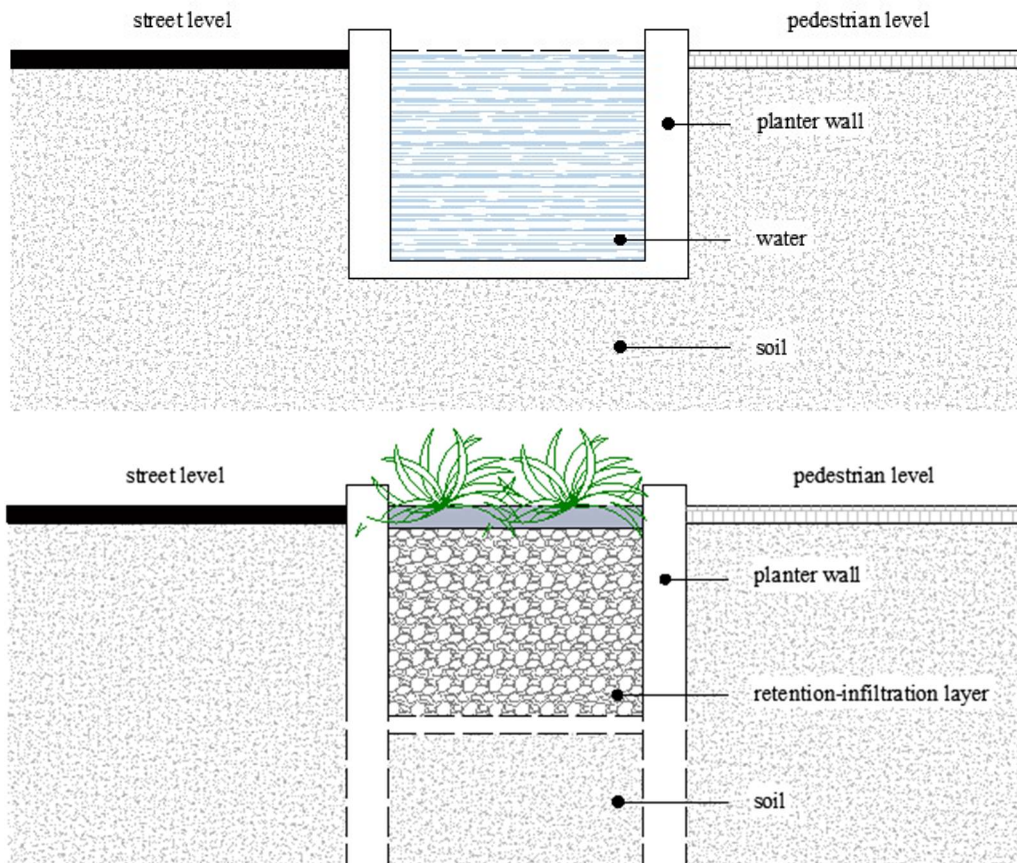 street level
pedestrian level
planter wall
water
soil
street level
pedestrian level
planter wall
retention-infiltration layer
soil